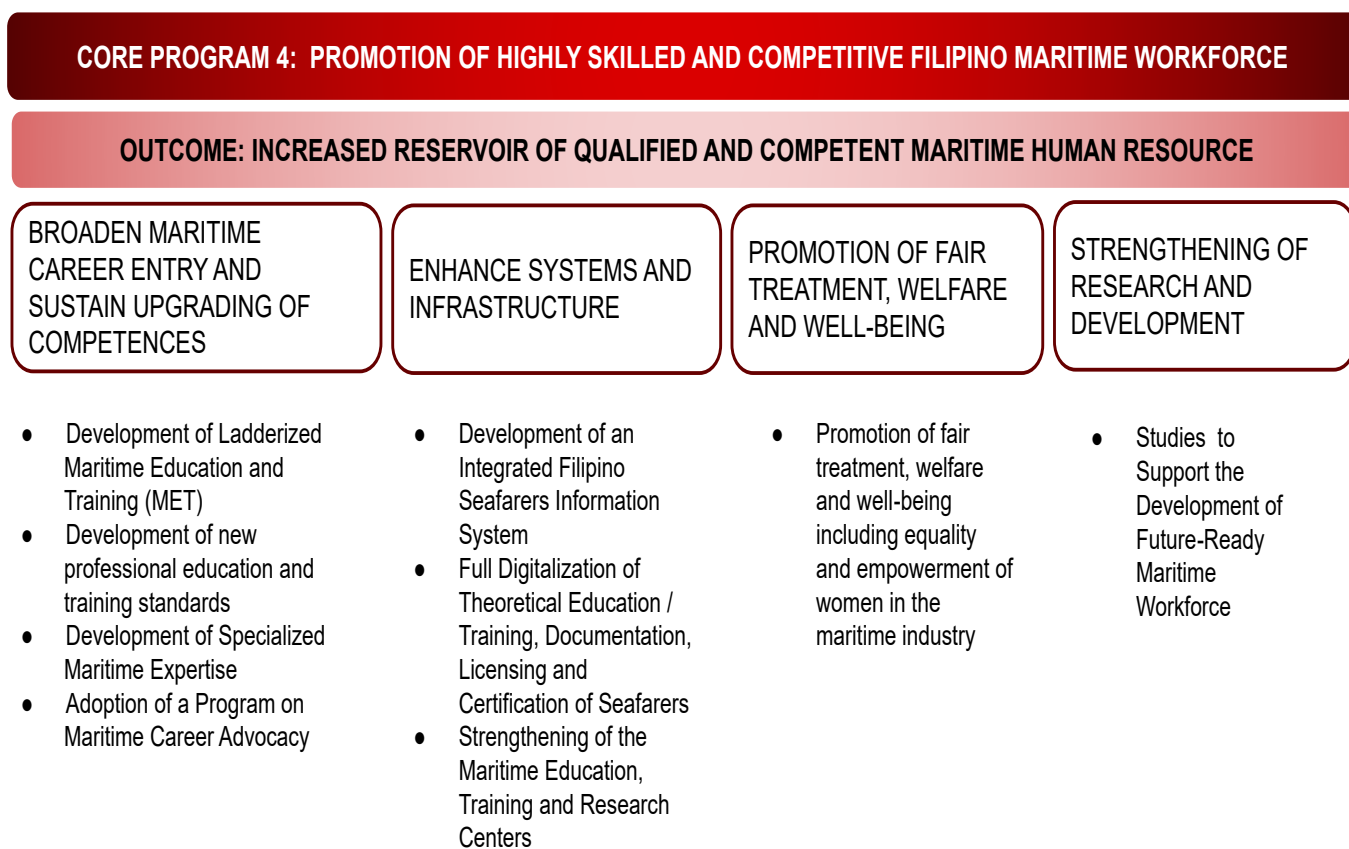 CORE PROGRAM 4: PROMOTION OF HIGHLY SKILLED AND COMPETITIVE FILIPINO MARITIME WORKFORCE
OUTCOME: INCREASED RESERVOIR OF QUALIFIED AND COMPETENT MARITIME HUMAN RESOURCE
BROADEN MARITIME
CAREER ENTRY AND
SUSTAIN UPGRADING OF
COMPETENCES
● Development of Ladderized
Maritime Education and
Training (MET)
● Development of new
professional education and
training standards
● Development of Specialized
Maritime Expertise
● Adoption of a Program on
Maritime Career Advocacy
ENHANCE SYSTEMS AND
INFRASTRUCTURE
● Development of an
Integrated Filipino
Seafarers Information
System
● Full Digitalization of
Theoretical Education /
Training, Documentation,
Licensing and
Certification of Seafarers
● Strengthening of the
Maritime Education,
Training and Research
Centers
PROMOTION OF FAIR
TREATMENT, WELFARE
AND WELL-BEING
● Promotion of fair
treatment, welfare
and well-being
including equality
and empowerment of
women in the
maritime industry
STRENGTHENING OF
RESEARCH AND
DEVELOPMENT
● Studies to
Support the
Development of
Future-Ready
Maritime
Workforce